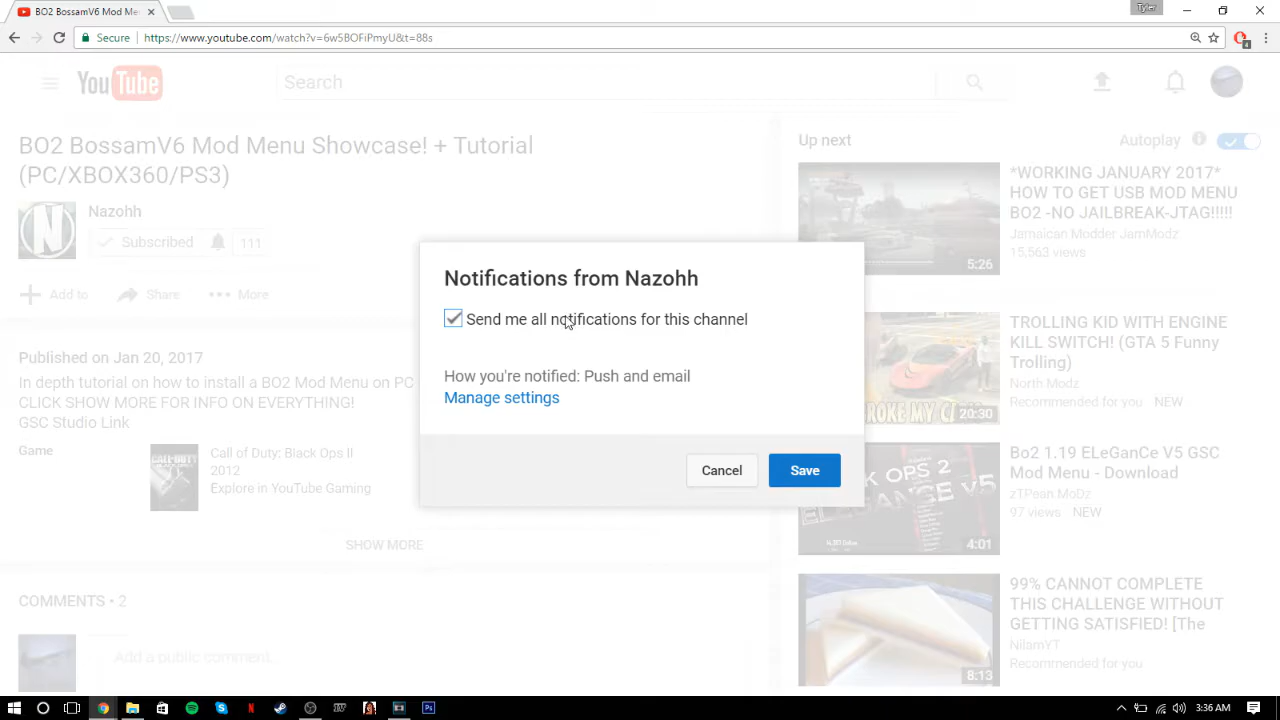 BO2 BossamV6 Mod Me
Tyler
Secure
https://www.youtube.com/watch?v=6w5BOFiPmyU&t=88s
4
YouTube
Search
BO2 BossamV6 Mod Menu Showcase! + Tutorial
(PC/XBOX360/PS3)
N
Nazohh
Subscribed 111
Add to Share More
Published on Jan 20, 2017
In depth tutorial on how to install a BO2 Mod Menu on PC
CLICK SHOW MORE FOR INFO ON EVERYTHING!
GSC Studio Link
Game
CALL OF DUTY
Call of Duty: Black Ops II
2012
Explore in YouTube Gaming
SHOW MORE
COMMENTS • 2
Add a public comment...
Notifications from Nazohh
Send me all notifications for this channel
How you're notified: Push and email
Manage settings
Cancel Save
Up next
Autoplay
*WORKING JANUARY 2017*
HOW TO GET USB MOD MENU
BO2 -NO JAILBREAK-JTAG!!!!!
Jamaican Modder JamModz
15,563 views
5:26
TROLLING KID WITH ENGINE
KILL SWITCH! (GTA 5 Funny
Trolling)
North Modz
Recommended for you NEW
20:30
Bo2 1.19 ELeGanCe V5 GSC
Mod Menu - Download
zTPean MoDz
97 views NEW
4:01
99% CANNOT COMPLETE
THIS CHALLENGE WITHOUT
GETTING SATISFIED! [The
NilamYT
Recommended for you
8:13
3:36 AM